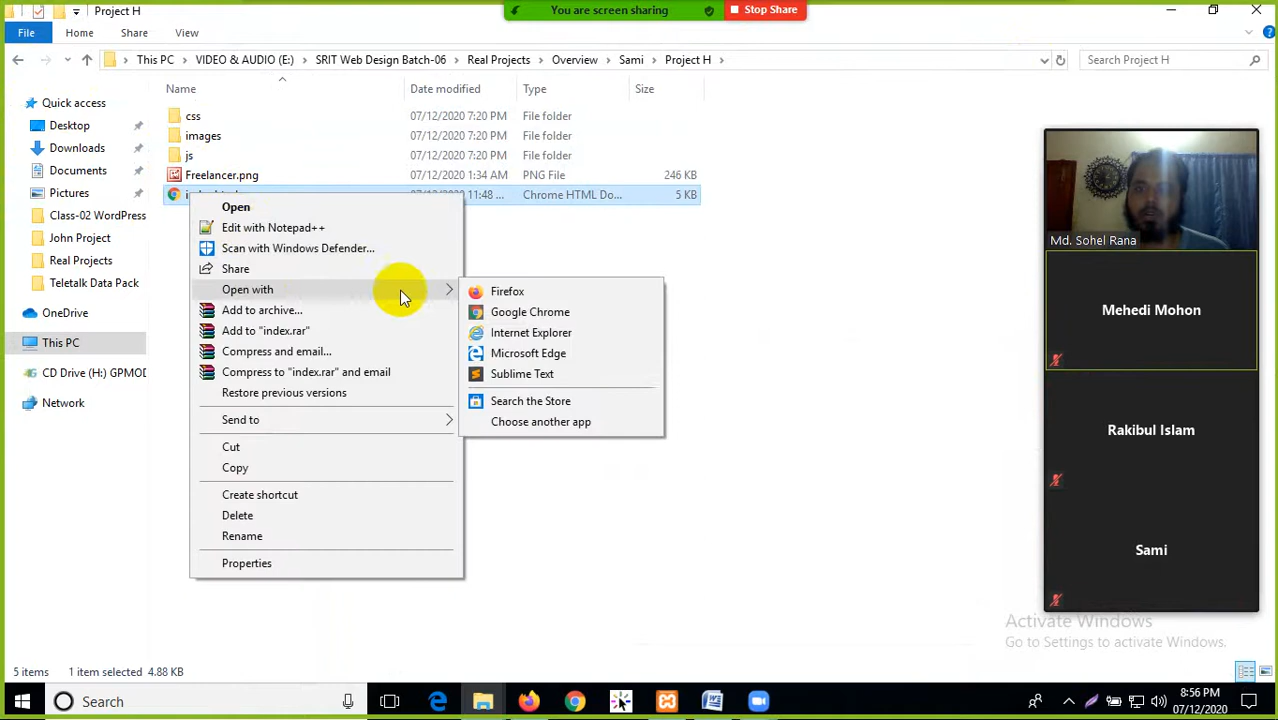 Project H
You are screen sharing
Stop Share
File
Home
Share
View
This PC
VIDEO & AUDIO (E:)
SRIT Web Design Batch-06
Real Projects
Overview
Sami
Project H
Search Project H
Name
Date modified
Type
Size
Quick access
Desktop
Downloads
Documents
Pictures
Class-02 WordPress
John Project
Real Projects
Teletalk Data Pack
OneDrive
This PC
CD Drive (H:) GPMOD
Network
css
07/12/2020 7:20 PM
File folder
images
07/12/2020 7:20 PM
File folder
js
07/12/2020 7:20 PM
File folder
Freelancer.png
07/12/2020 1:34 AM
PNG File
246 KB
11:48 ...
Chrome HTML Do...
5 KB
Open
Edit with Notepad++
Scan with Windows Defender...
Share
Open with
Add to archive...
Add to "index.rar"
Compress and email...
Compress to "index.rar" and email
Restore previous versions
Send to
Cut
Copy
Create shortcut
Delete
Rename
Properties
Firefox
Google Chrome
Internet Explorer
Microsoft Edge
Sublime Text
Search the Store
Choose another app
Md. Sohel Rana
Mehedi Mohon
Rakibul Islam
Sami
Activate Windows
Go to Settings to activate Windows.
5 items
1 item selected 4.88 KB
Search
8:56 PM
07/12/2020